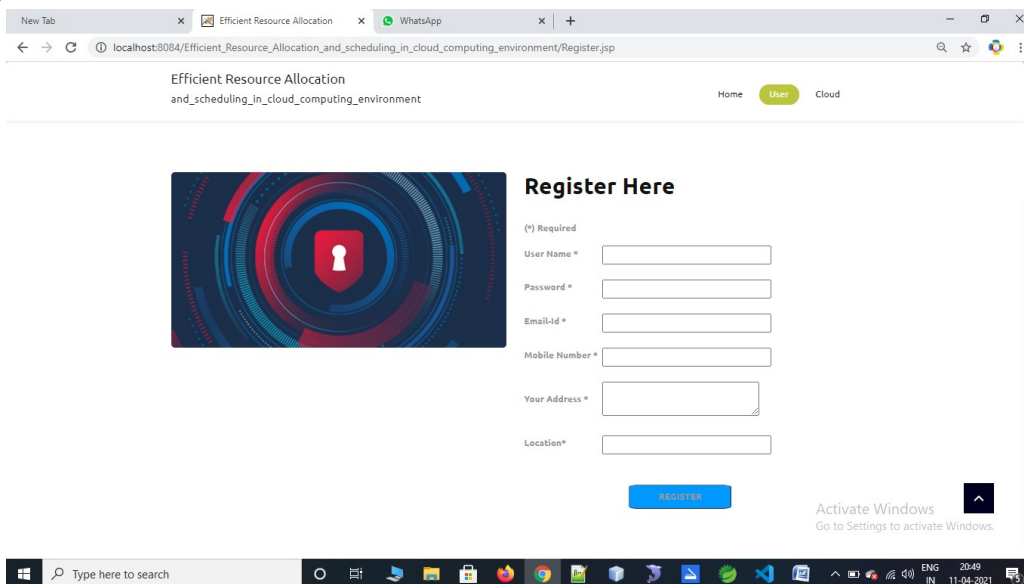 New Tab
Efficient Resource Allocation
WhatsApp
localhost:8084/Efficient_Resource_Allocation_and_scheduling_in_cloud_computing_environment/Register.jsp
Efficient Resource Allocation
and_scheduling_in_cloud_computing_environment
Home User Cloud
Register Here
(*) Required
User Name *
Password *
Email-Id *
Mobile Number *
Your Address *
Location*
REGISTER
Activate Windows
Go to Settings to activate Windows.
Type here to search
ENG
IN
20:49
11-04-2021